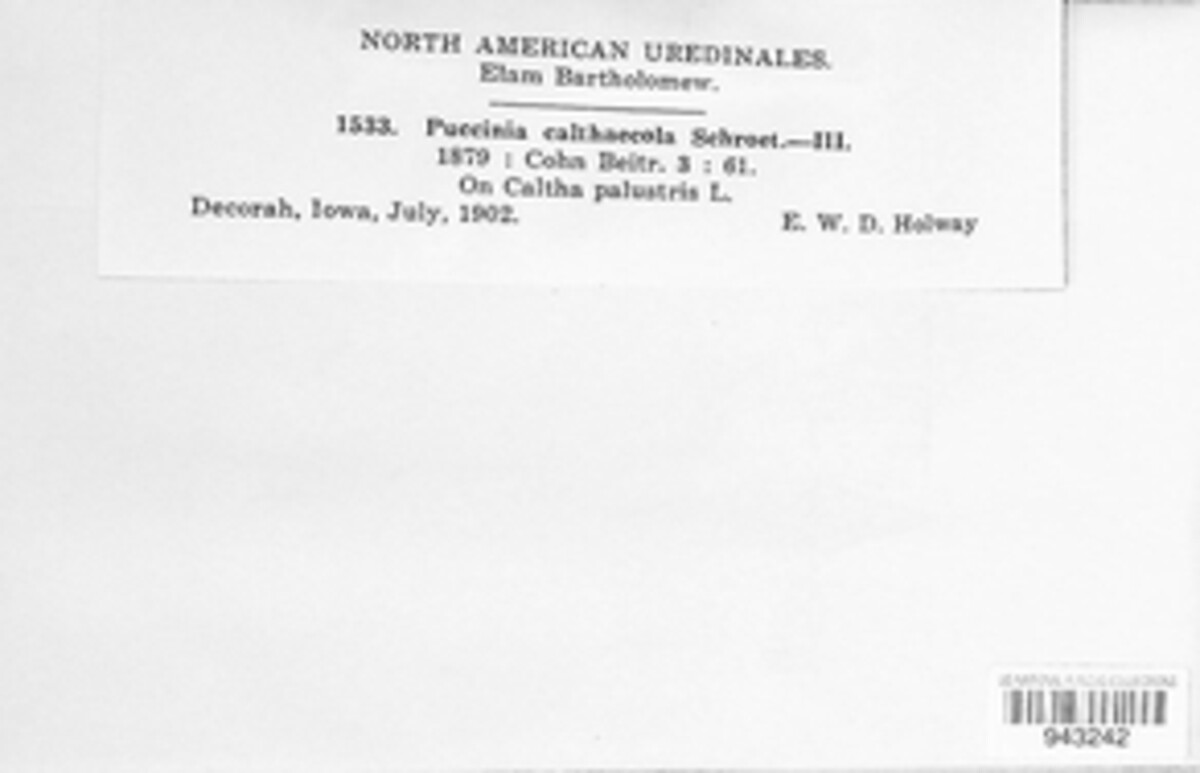 NORTH AMERICAN UREDINALES.
Elam Bartholomew.
1533. Puccinia calthaecola Schroet.—III.
1879 : Cohn Beitr. 3 : 61.
On Caltha palustris L.
Decorah, Iowa, July, 1902. E. W. D. Holway
943242